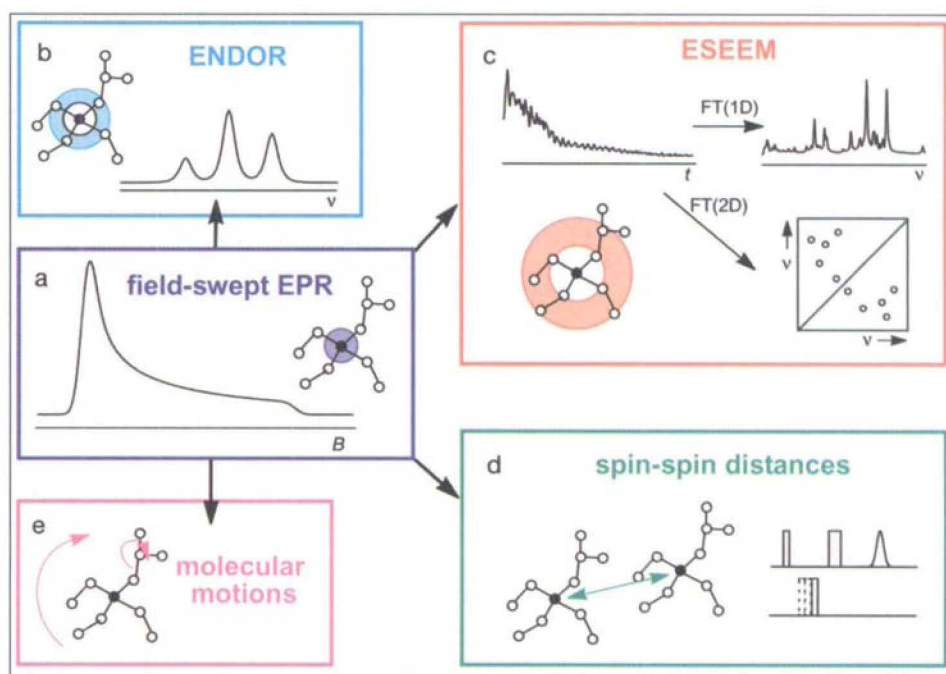 b
ENDOR
ν
c
ESEEM
FT(1D)
t
ν
FT(2D)
ν
ν
a
field-swept EPR
B
d
spin-spin distances
e
molecular
motions